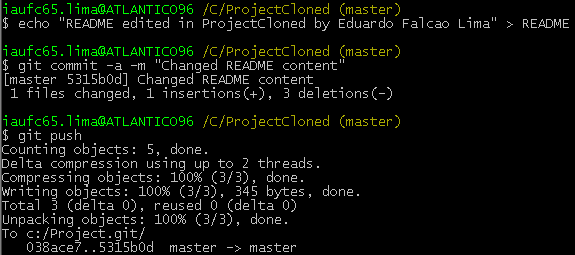 iaufc65.lima@ATLANTICO96 /C/ProjectCloned (master)
$ echo "README edited in ProjectCloned by Eduardo Falcao Lima" > README
iaufc65.lima@ATLANTICO96 /C/ProjectCloned (master)
$ git commit -a -m "Changed README content"
[master 5315b0d] Changed README content
 1 files changed, 1 insertions(+), 3 deletions(-)
iaufc65.lima@ATLANTICO96 /C/ProjectCloned (master)
$ git push
Counting objects: 5, done.
Delta compression using up to 2 threads.
Compressing objects: 100% (3/3), done.
Writing objects: 100% (3/3), 345 bytes, done.
Total 3 (delta 0), reused 0 (delta 0)
Unpacking objects: 100% (3/3), done.
To c:/Project.git/
   038ace7..5315b0d  master -> master